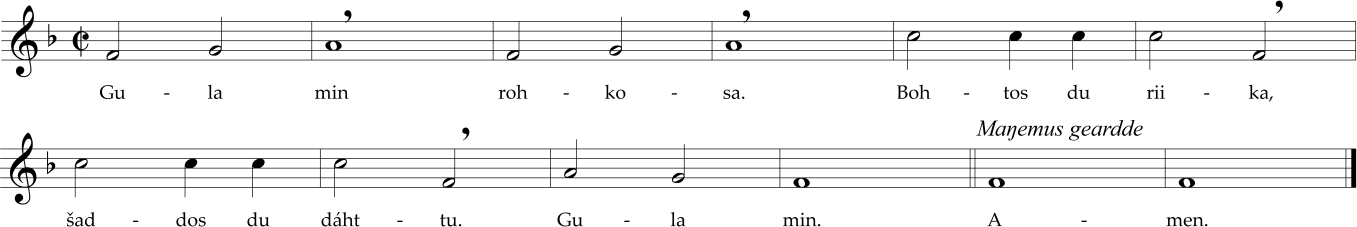 Gu - la min roh - ko - sa. Boh - tos du rii - ka,
Maŋemus geardde
šad - dos du dáht - tu. Gu - la min. A - men.